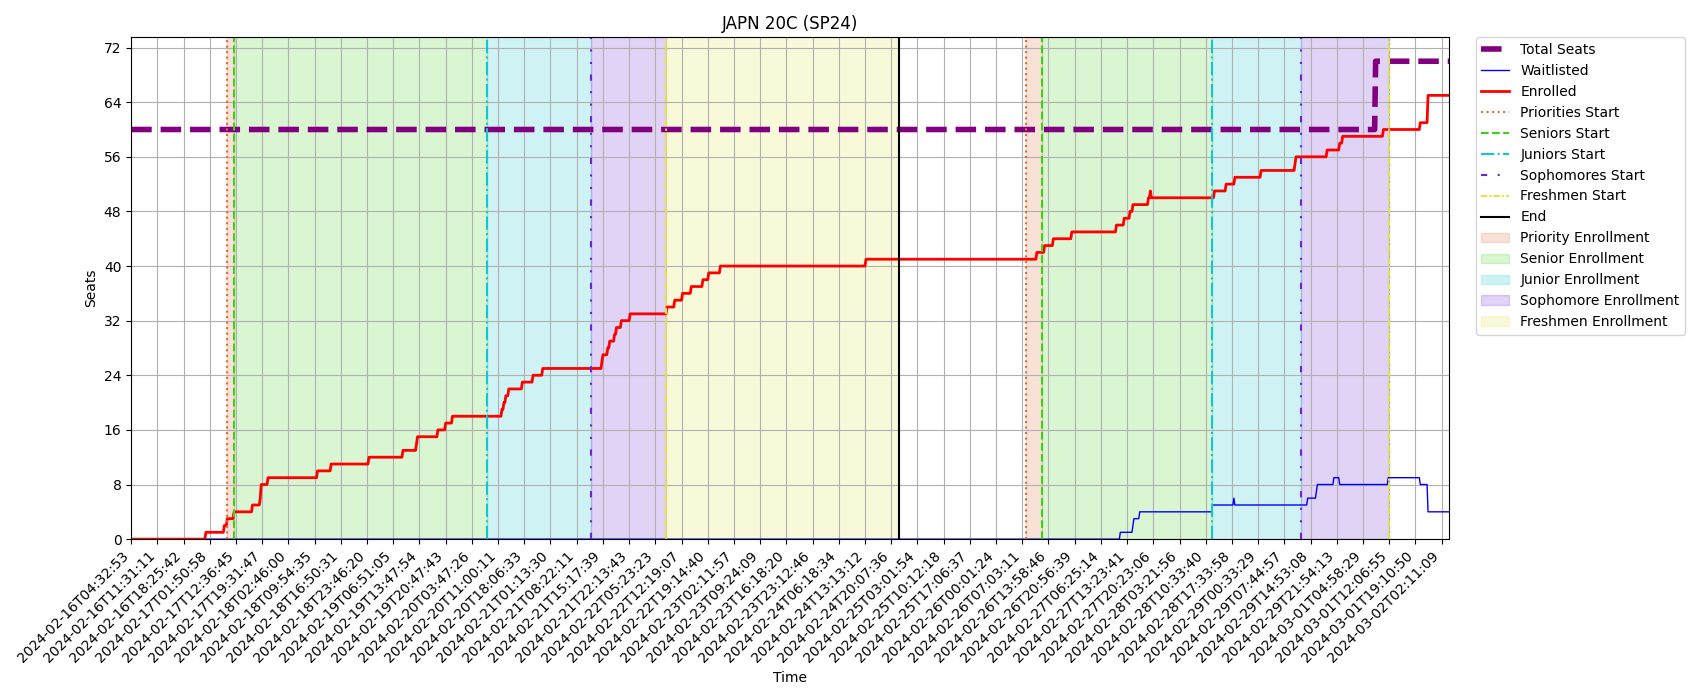 JAPN 20C (SP24)
Seats
72
64
56
48
40
32
24
16
8
0
2024-02-16T04:32:53
2024-02-16T11:31:11
2024-02-16T18:25:42
2024-02-17T01:50:58
2024-02-17T12:36:45
2024-02-17T19:31:47
2024-02-18T02:46:00
2024-02-18T09:54:35
2024-02-18T16:50:31
2024-02-18T23:46:20
2024-02-19T06:51:05
2024-02-19T13:47:54
2024-02-19T20:47:43
2024-02-20T03:47:26
2024-02-20T11:00:11
2024-02-20T18:06:33
2024-02-21T01:13:30
2024-02-21T08:22:11
2024-02-21T15:17:39
2024-02-21T22:13:43
2024-02-22T05:23:23
2024-02-22T12:19:07
2024-02-22T19:14:40
2024-02-23T02:11:57
2024-02-23T09:24:09
2024-02-23T16:18:20
2024-02-23T23:12:46
2024-02-24T06:18:34
2024-02-24T13:13:12
2024-02-24T20:07:36
2024-02-25T03:01:54
2024-02-25T10:12:18
2024-02-25T17:06:37
2024-02-26T00:01:24
2024-02-26T07:03:11
2024-02-26T13:58:46
2024-02-26T20:56:39
2024-02-27T06:25:14
2024-02-27T13:23:41
2024-02-27T20:23:06
2024-02-28T03:21:56
2024-02-28T10:33:40
2024-02-28T17:33:58
2024-02-29T00:33:29
2024-02-29T07:44:57
2024-02-29T14:53:08
2024-02-29T21:54:13
2024-03-01T04:58:29
2024-03-01T12:06:55
2024-03-01T19:10:50
2024-03-02T02:11:09
Time
Total Seats
Waitlisted
Enrolled
Priorities Start
Seniors Start
Juniors Start
Sophomores Start
Freshmen Start
End
Priority Enrollment
Senior Enrollment
Junior Enrollment
Sophomore Enrollment
Freshmen Enrollment